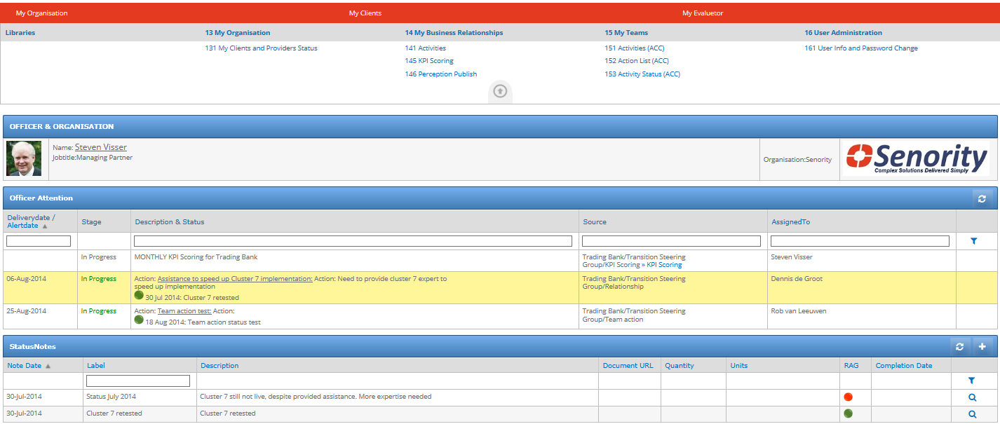 My Organisation My Clients My Evaluetor
Libraries 13 My Organisation 14 My Business Relationships 15 My Teams 16 User Administration
131 My Clients and Providers Status 141 Activities 151 Activities (ACC) 161 User Info and Password Change
145 KPI Scoring 152 Action List (ACC)
146 Perception Publish 153 Activity Status (ACC)
OFFICER & ORGANISATION
Name: Steven Visser
Jobtitle:Managing Partner
Organisation:Senority
Senority
Complex Solutions Delivered Simply
Officer Attention
Deliverydate /
Alertdate
Stage Description & Status Source AssignedTo
In Progress MONTHLY KPI Scoring for Trading Bank Trading Bank/Transition Steering Steven Visser
Group/KPI Scoring » KPI Scoring
06-Aug-2014 In Progress Action: Assistance to speed up Cluster 7 implementation: Action: Need to provide cluster 7 expert to Trading Bank/Transition Steering Dennis de Groot
speed up implementation Group/Relationship
30 Jul 2014: Cluster 7 retested
25-Aug-2014 In Progress Action: Team action test: Action: Trading Bank/Transition Steering Rob van Leeuwen
Group/Team action
18 Aug 2014: Team action status test
StatusNotes
Note Date Label Description Document URL Quantity Units RAG Completion Date
30-Jul-2014 Status July 2014 Cluster 7 still not live, despite provided assistance. More expertise needed
30-Jul-2014 Cluster 7 retested Cluster 7 retested